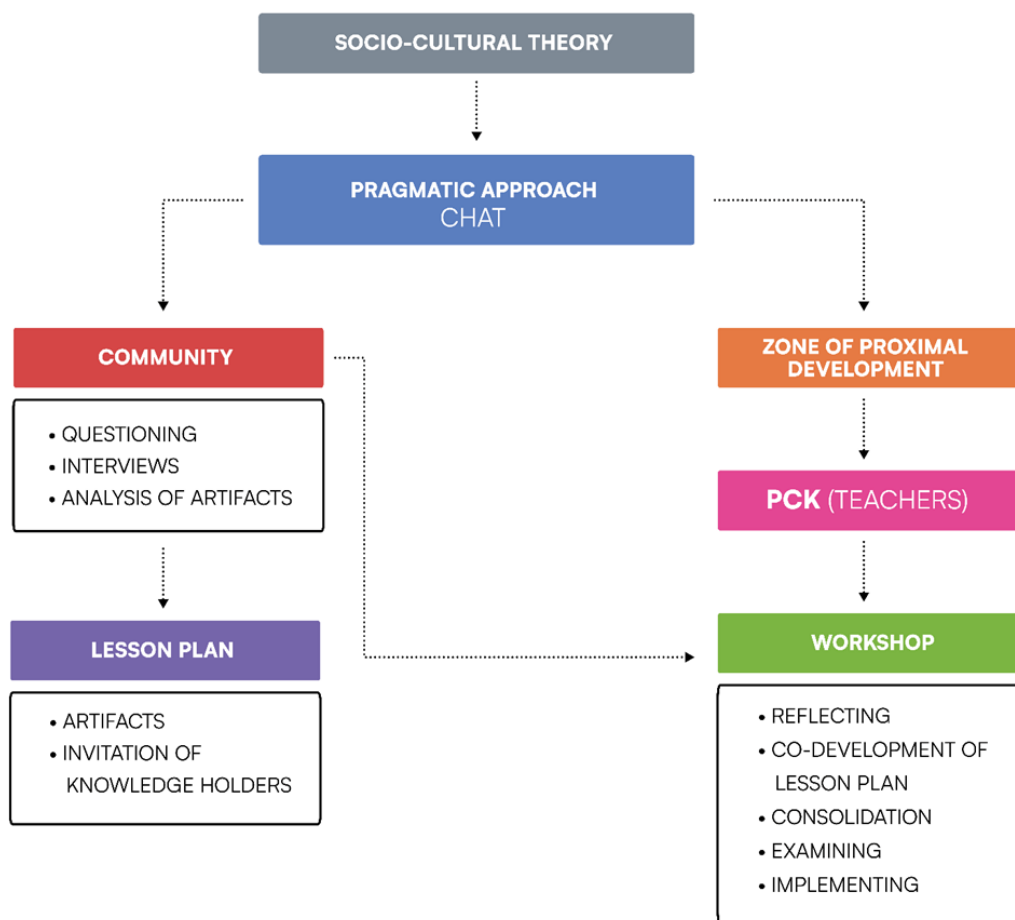 SOCIO-CULTURAL THEORY
PRAGMATIC APPROACH
CHAT
COMMUNITY
• QUESTIONING
• INTERVIEWS
• ANALYSIS OF ARTIFACTS
LESSON PLAN
• ARTIFACTS
• INVITATION OF
KNOWLEDGE HOLDERS
ZONE OF PROXIMAL
DEVELOPMENT
PCK (TEACHERS)
WORKSHOP
• REFLECTING
• CO-DEVELOPMENT OF
LESSON PLAN
• CONSOLIDATION
• EXAMINING
• IMPLEMENTING